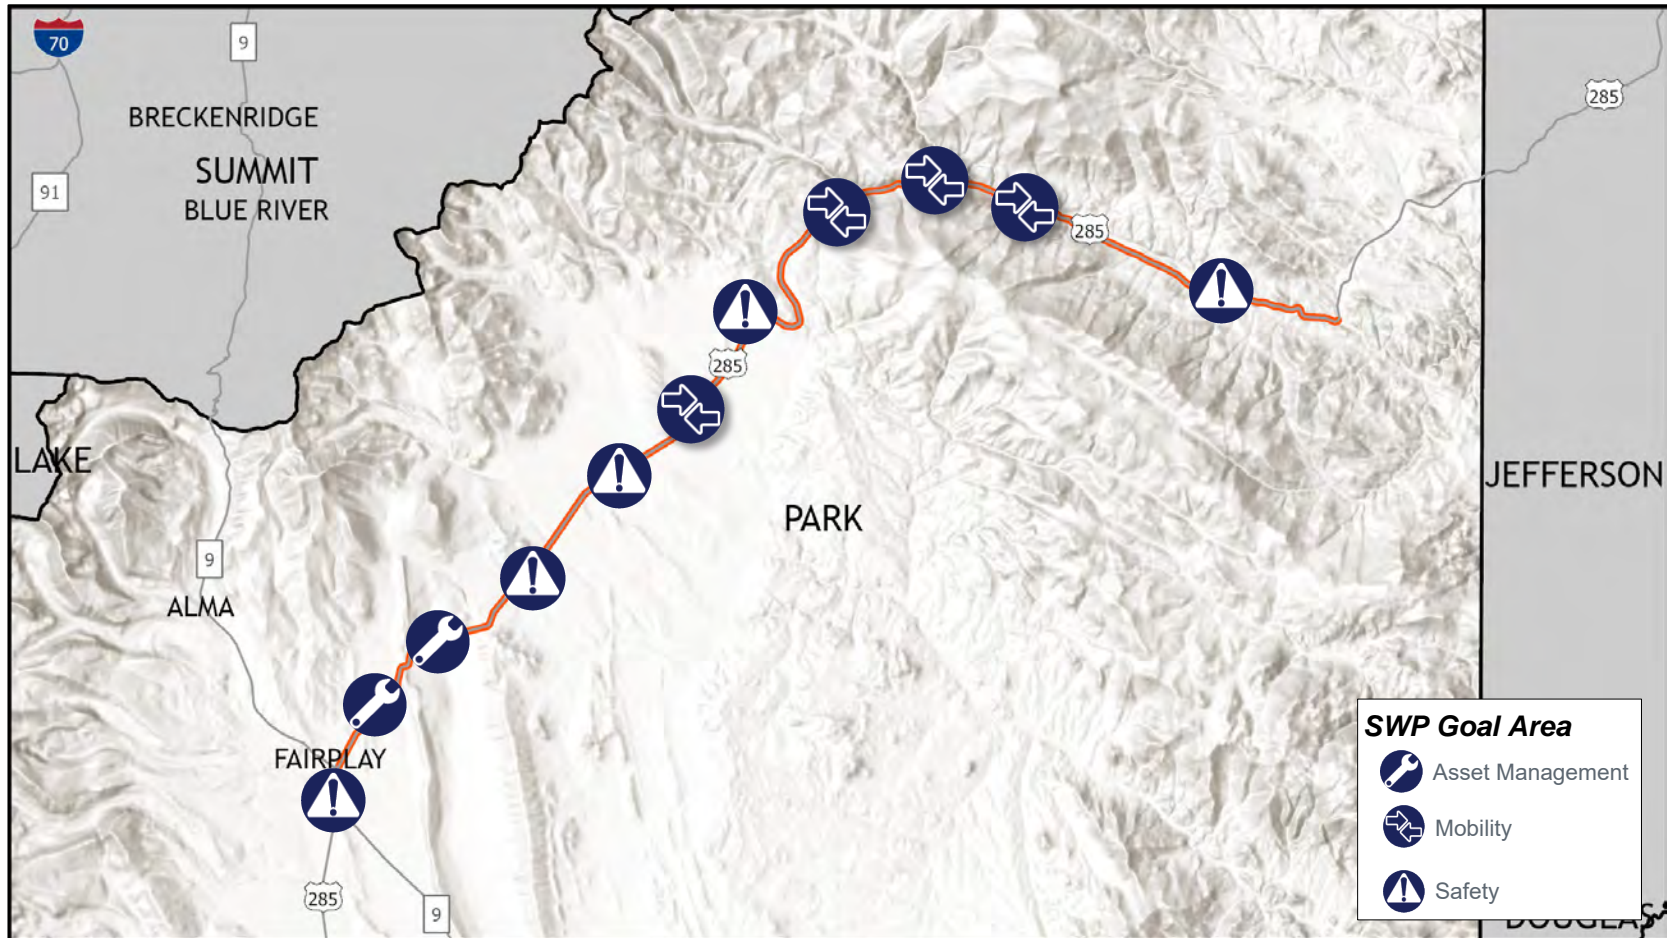 70
9
285
BRECKENRIDGE
SUMMIT
91
BLUE RIVER
285
285
LAKE
JEFFERSON
PARK
9
ALMA
SWP Goal Area
FAIRPLAY
Asset Management
Mobility
285
Safety
9
DOUGLAS